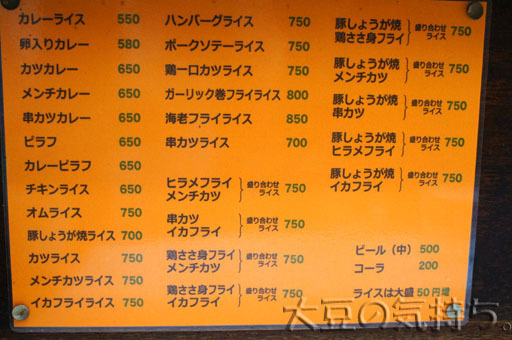 カレーライス 550
卵入りカレー 580
カツカレー 650
メンチカレー 650
串カツカレー 650
ピラフ 650
カレーピラフ 650
チキンライス 650
オムライス 750
豚しょうが焼ライス 700
カツライス 750
メンチカツライス 750
イカフライライス 750
ハンバーグライス 750
ポークソテーライス 750
鶏一口カツライス 750
ガーリック巻フライライス 800
海老フライライス 850
串カツライス 700
ヒラメフライ
メンチカツ
盛り合わせ
ライス 750
串カツ
イカフライ
盛り合わせ
ライス 750
鶏ささ身フライ
メンチカツ
盛り合わせ
ライス 750
鶏ささ身フライ
イカフライ
盛り合わせ
ライス 750
豚しょうが焼
鶏ささ身フライ
盛り合わせ
ライス 750
豚しょうが焼
メンチカツ
盛り合わせ
ライス 750
豚しょうが焼
串カツ
盛り合わせ
ライス 750
豚しょうが焼
ヒラメフライ
盛り合わせ
ライス 750
豚しょうが焼
イカフライ
盛り合わせ
ライス 750
ビール(中) 500
コーラ 200
ライスは大盛 50円増
大豆の気持ち。